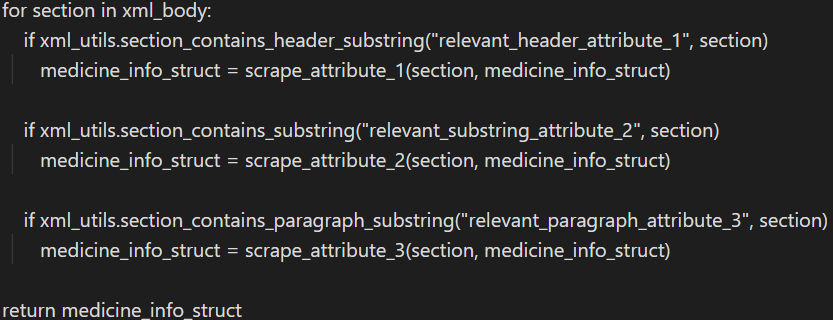 for section in xml_body:
if xml_utils.section_contains_header_substring("relevant_header_attribute_1", section)
medicine_info_struct = scrape_attribute_1(section, medicine_info_struct)
if xml_utils.section_contains_substring("relevant_substring_attribute_2", section)
medicine_info_struct = scrape_attribute_2(section, medicine_info_struct)
if xml_utils.section_contains_paragraph_substring("relevant_paragraph_attribute_3", section)
medicine_info_struct = scrape_attribute_3(section, medicine_info_struct)
return medicine_info_struct